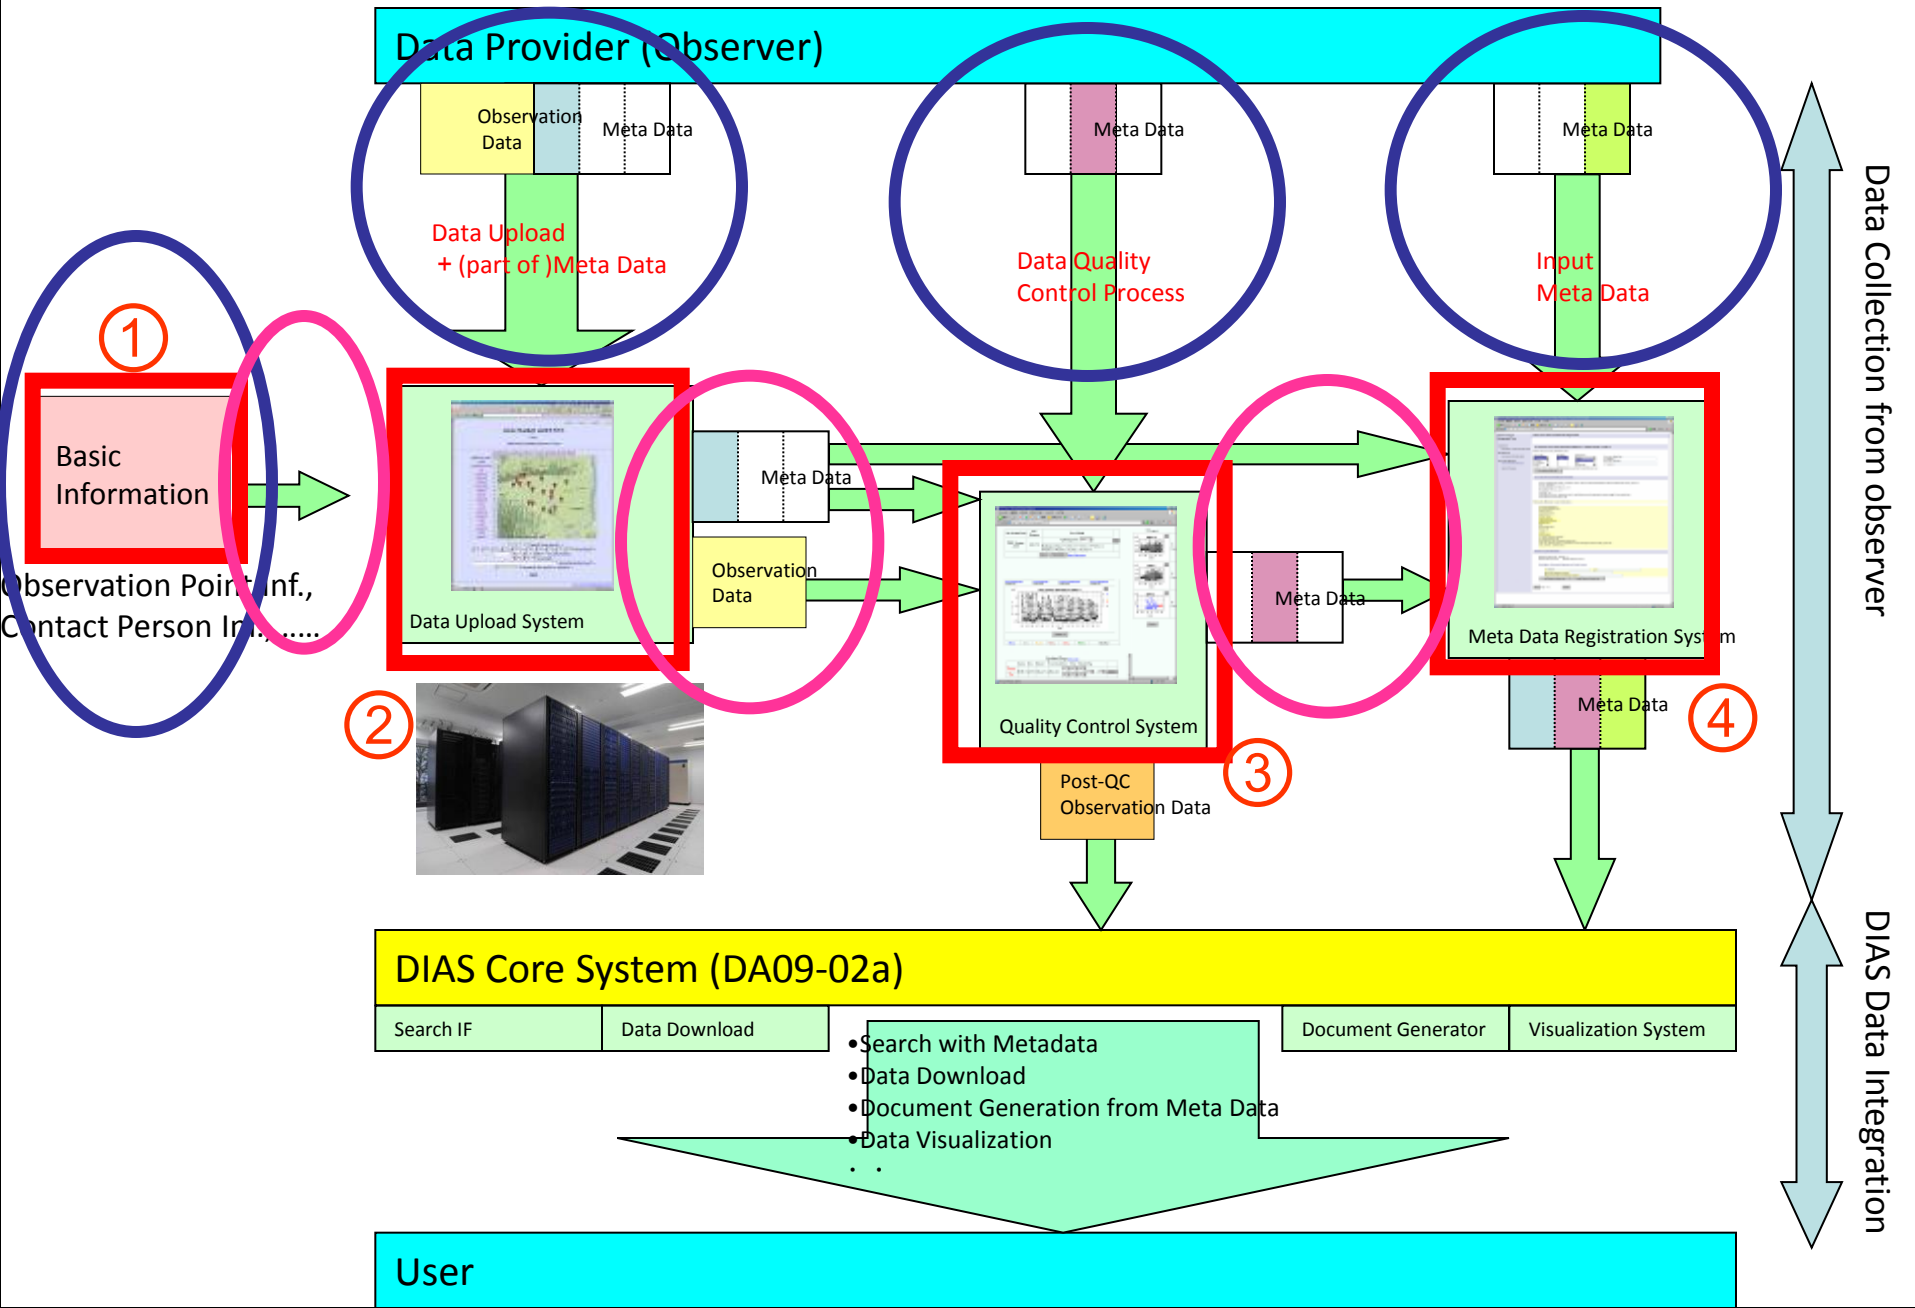 Data Provider (Observer)
Observation
Data
Meta Data
Meta Data
Meta Data
Data Upload
+ (part of )Meta Data
Data Quality
Control Process
Input
Meta Data
1
Basic
Information
Observation Point Inf.,
Contact Person Inf., .....
Data Upload System
2
Meta Data
Observation
Data
Quality Control System
3
Post-QC
Observation Data
Meta Data
Meta Data Registration System
4
Meta Data
Data Collection from observer
DIAS Core System (DA09-02a)
Search IF
Data Download
Document Generator
Visualization System
•Search with Metadata
•Data Download
•Document Generation from Meta Data
•Data Visualization
· ·
DIAS Data Integration
User